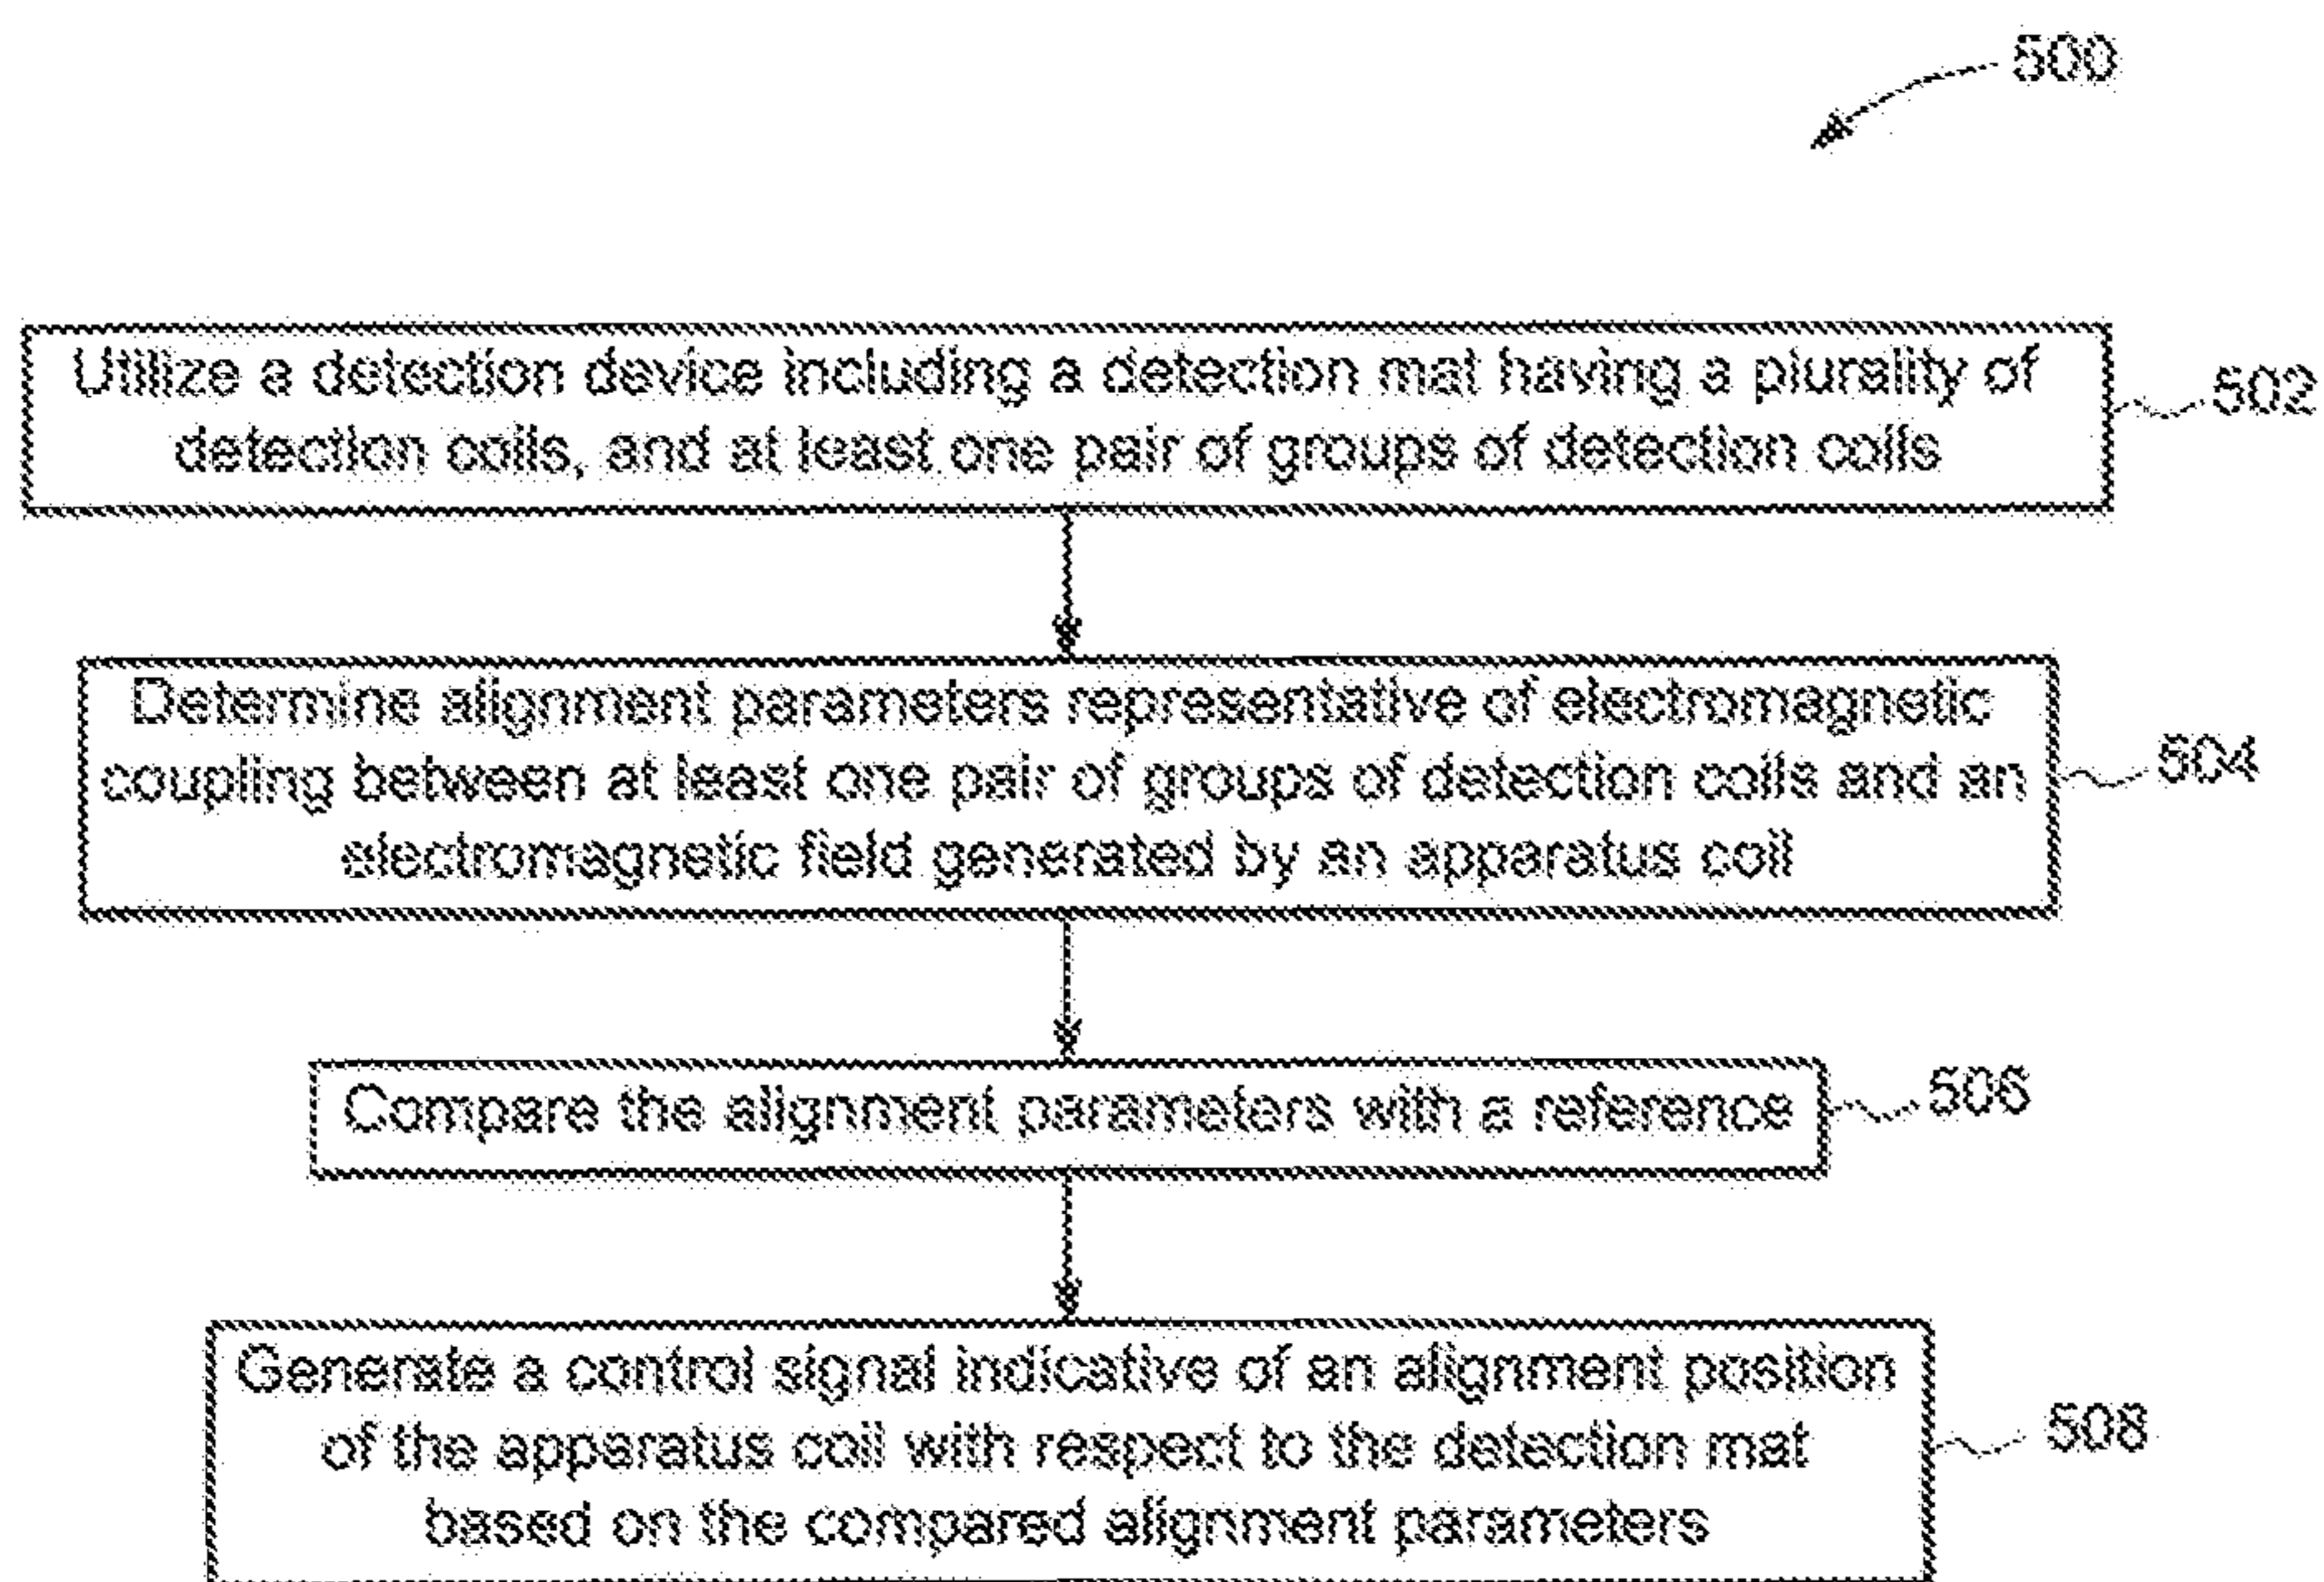 500
Utilize a detection device including a detection mat having a plurality of
detection coils, and at least one pair of groups of detection coils
502
Determine alignment parameters representative of electromagnetic
coupling between at least one pair of groups of detection coils and an
electromagnetic field generated by an apparatus coil
504
Compare the alignment parameters with a reference
506
Generate a control signal indicative of an alignment position
of the apparatus coil with respect to the detection mat
based on the compared alignment parameters
508